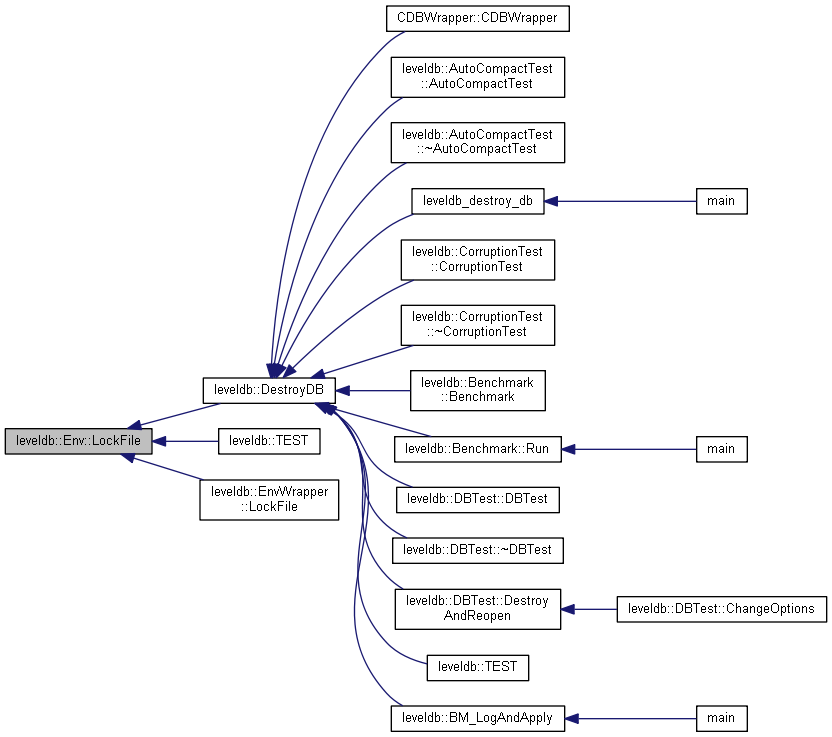 CDBWrapper::CDBWrapper
leveldb::AutoCompactTest
::AutoCompactTest
leveldb::AutoCompactTest
::~AutoCompactTest
leveldb_destroy_db
main
leveldb::CorruptionTest
::CorruptionTest
leveldb::CorruptionTest
::~CorruptionTest
leveldb::DestroyDB
leveldb::Benchmark
::Benchmark
leveldb::Env::LockFile
leveldb::TEST
leveldb::Benchmark::Run
main
leveldb::EnvWrapper
::LockFile
leveldb::DBTest::DBTest
leveldb::DBTest::~DBTest
leveldb::DBTest::Destroy
AndReopen
leveldb::DBTest::ChangeOptions
leveldb::TEST
leveldb::BM_LogAndApply
main